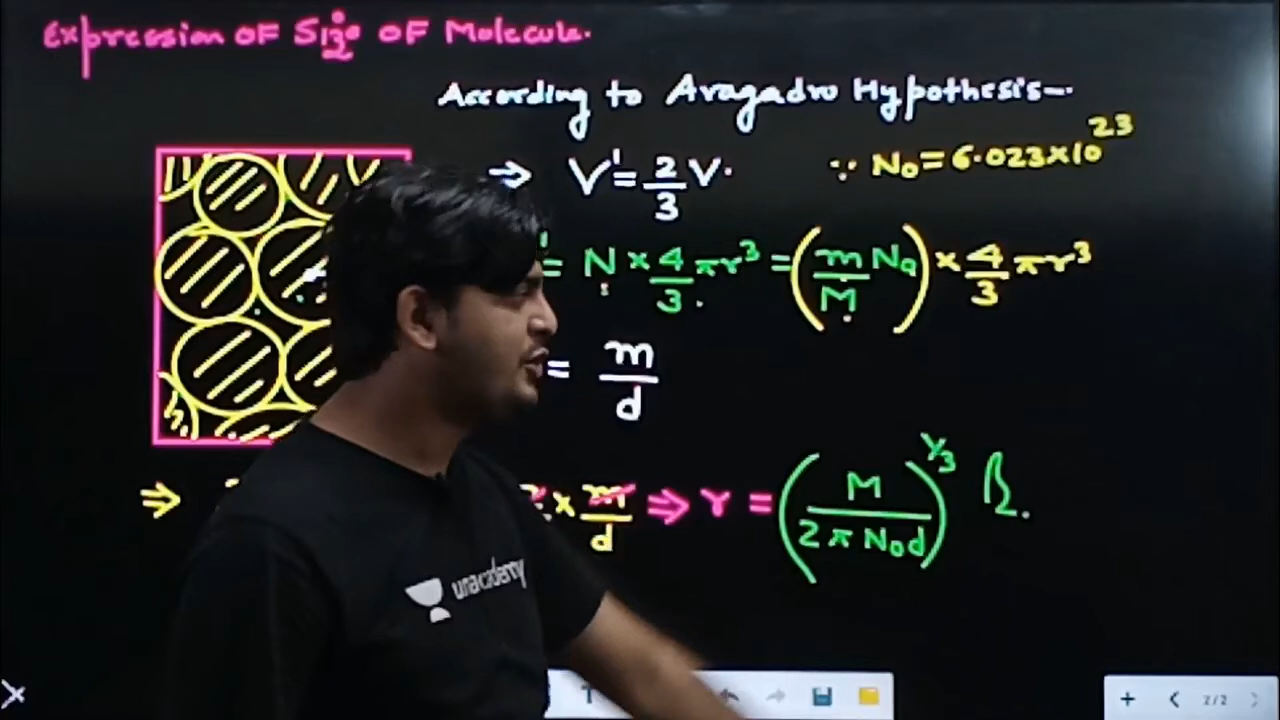 Expression OF Size OF Molecule.
According to Avagadro Hypothesis-
⇒ V' = 2/3 V.
∵ N₀ = 6.023×10²³
' = N × 4/3 πr³ = (m/M N₀) × 4/3 πr³
= m/d
⇒ × m/d ⇒ r = (M / 2πN₀d)^1/3
unacademy
2/2